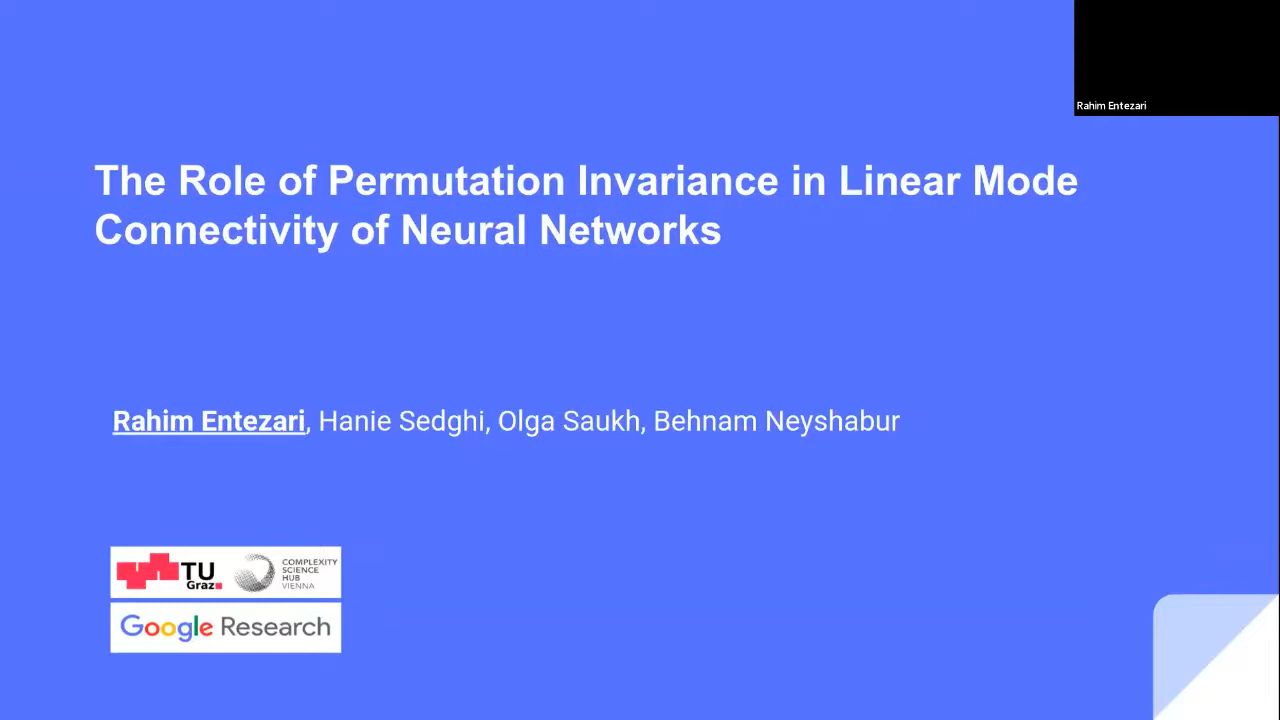 Rahim Entezari
The Role of Permutation Invariance in Linear Mode
Connectivity of Neural Networks
Rahim Entezari, Hanie Sedghi, Olga Saukh, Behnam Neyshabur
TU
Graz
COMPLEXITY
SCIENCE
HUB
VIENNA
Google Research